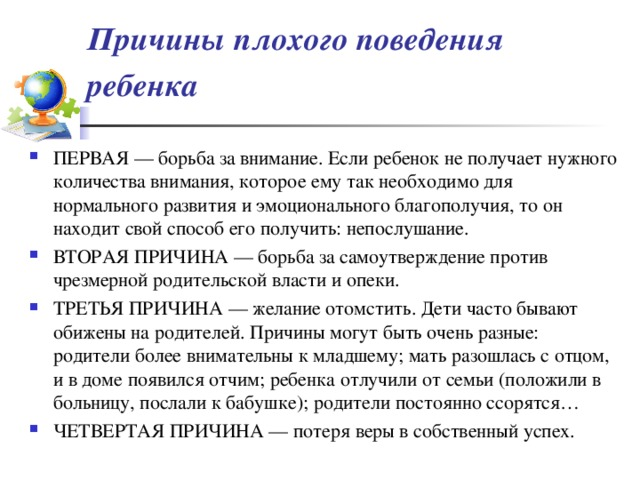 Причины плохого поведения
ребенка
ПЕРВАЯ — борьба за внимание. Если ребенок не получает нужного
количества внимания, которое ему так необходимо для
нормального развития и эмоционального благополучия, то он
находит свой способ его получить: непослушание.
ВТОРАЯ ПРИЧИНА — борьба за самоутверждение против
чрезмерной родительской власти и опеки.
ТРЕТЬЯ ПРИЧИНА — желание отомстить. Дети часто бывают
обижены на родителей. Причины могут быть очень разные:
родители более внимательны к младшему; мать разошлась с отцом,
и в доме появился отчим; ребенка отлучили от семьи (положили в
больницу, послали к бабушке); родители постоянно ссорятся…
ЧЕТВЕРТАЯ ПРИЧИНА — потеря веры в собственный успех.